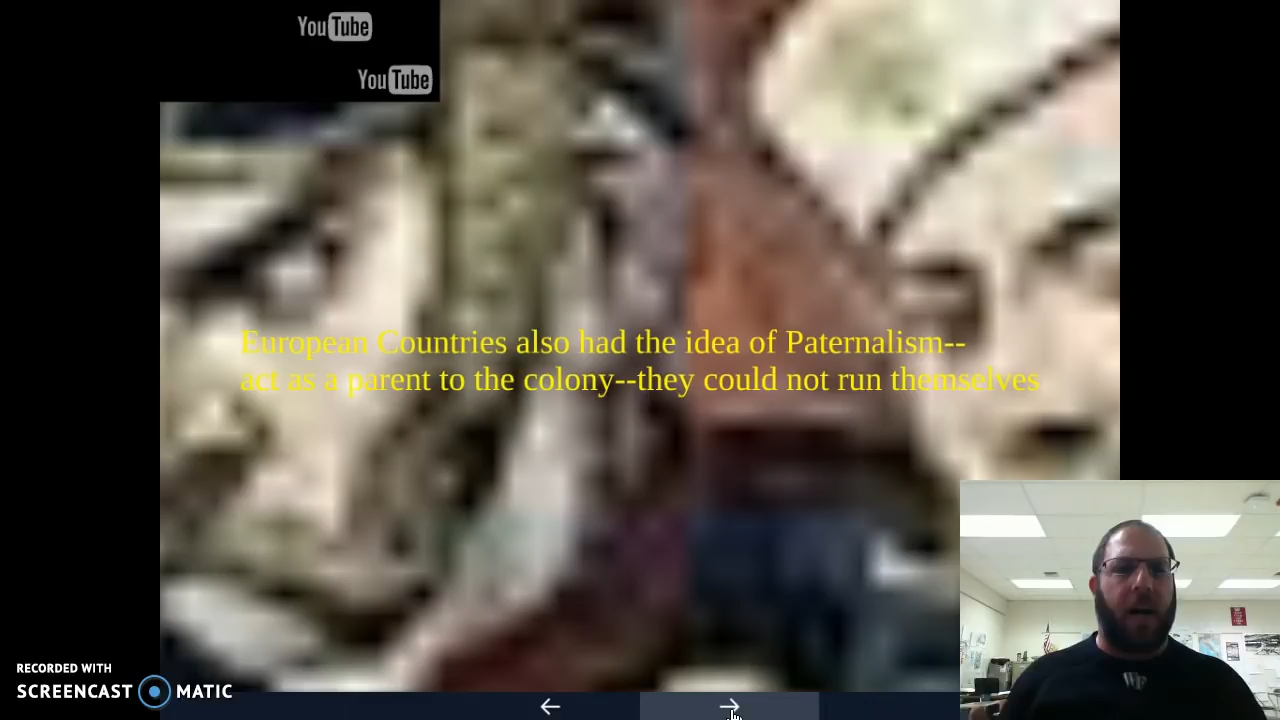 YouTube
YouTube
European Countries also had the idea of Paternalism--
act as a parent to the colony--they could not run themselves
RECORDED WITH
SCREENCAST MATIC
WF